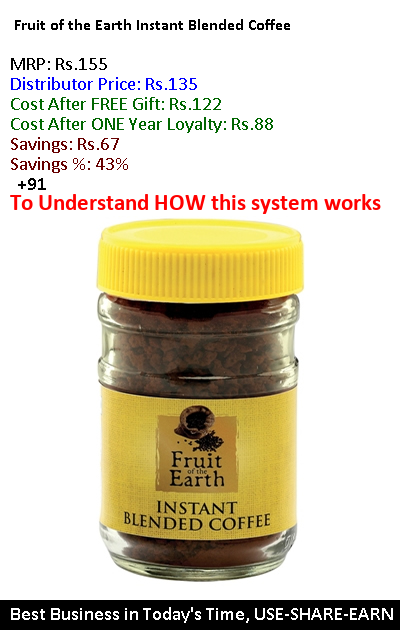 Fruit of the Earth Instant Blended Coffee
MRP: Rs.155
Distributor Price: Rs.135
Cost After FREE Gift: Rs.122
Cost After ONE Year Loyalty: Rs.88
Savings: Rs.67
Savings %: 43%
+91
To Understand HOW this system works
Fruit
of the
Earth
INSTANT
BLENDED COFFEE
Best Business in Today's Time, USE-SHARE-EARN